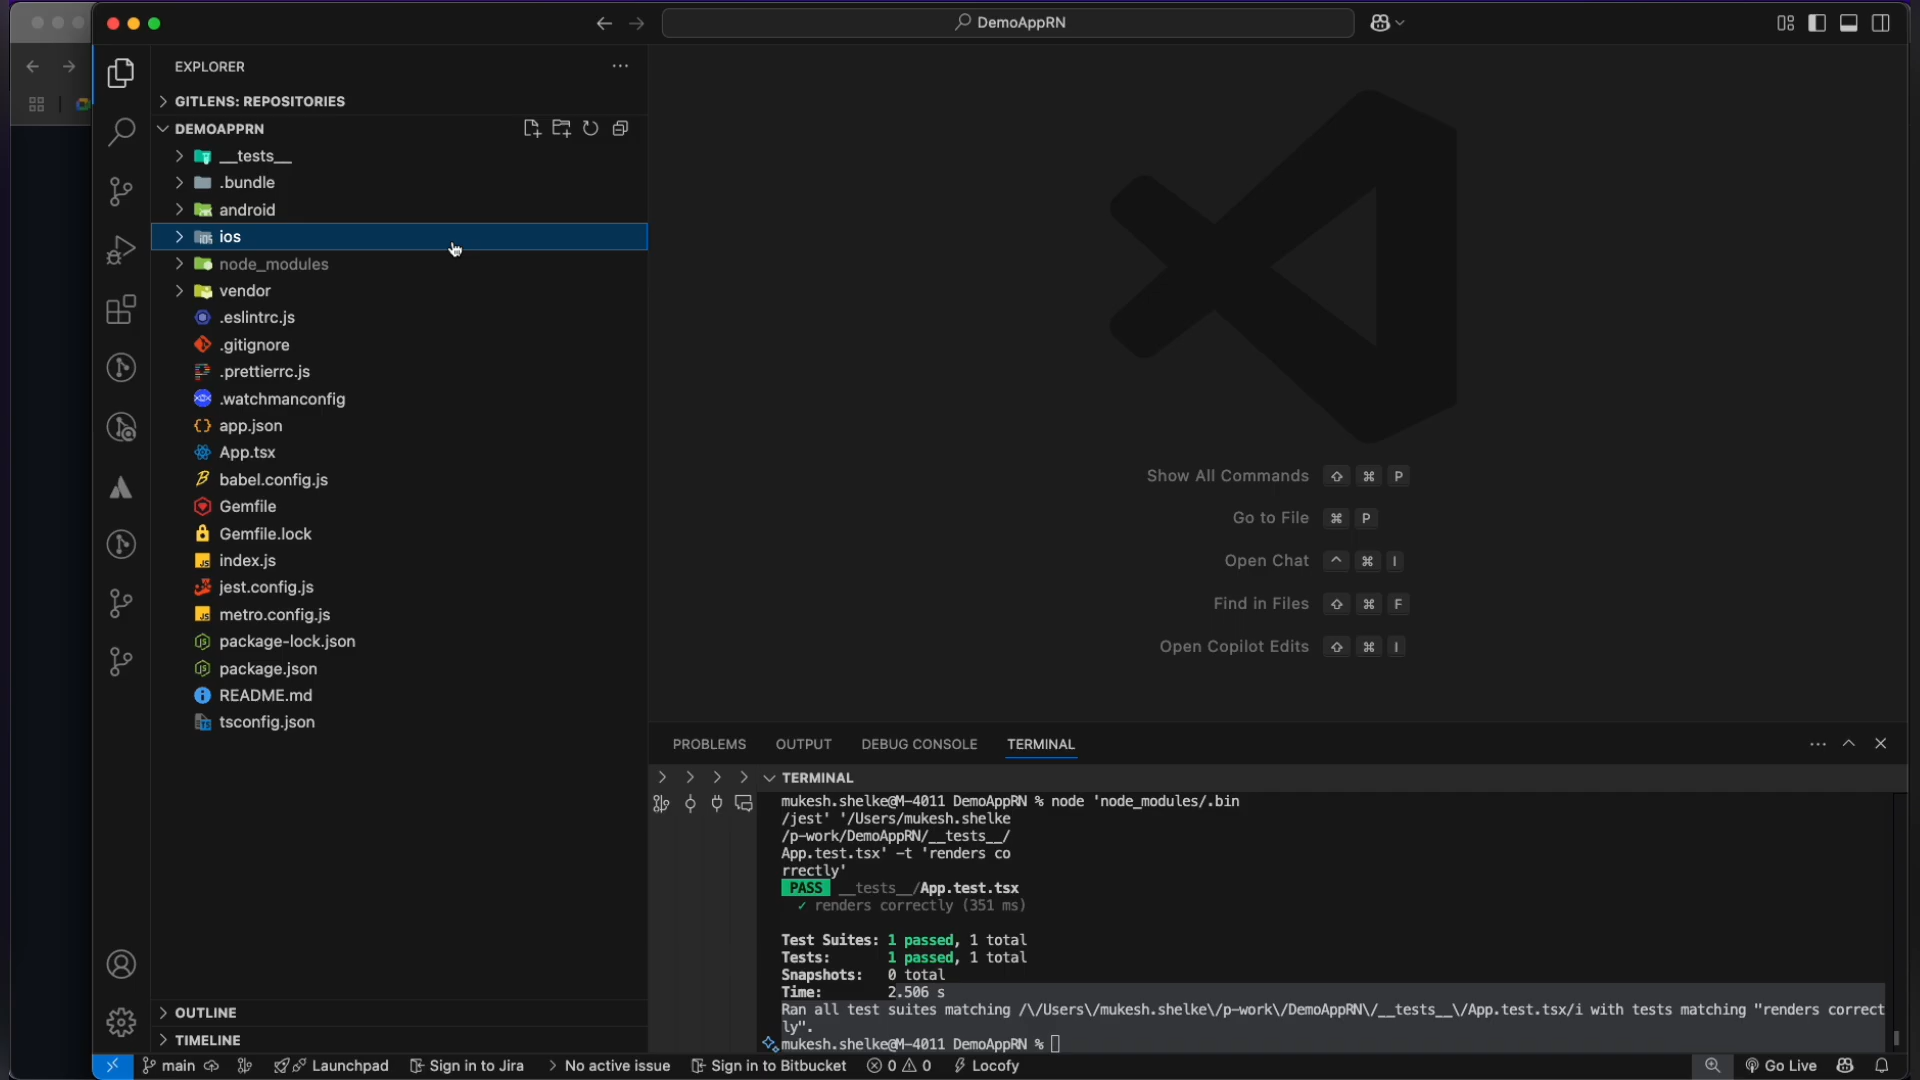 DemoAppRN
EXPLORER
GITLENS: REPOSITORIES
DEMOAPPRN
__tests__
.bundle
android
ios
node_modules
vendor
.eslintrc.js
.gitignore
.prettierrc.js
.watchmanconfig
app.json
App.tsx
babel.config.js
Gemfile
Gemfile.lock
index.js
jest.config.js
metro.config.js
package-lock.json
package.json
README.md
tsconfig.json
OUTLINE
TIMELINE
Show All Commands ⇧ ⌘ P
Go to File ⌘ P
Open Chat ^ ⌘ I
Find in Files ⇧ ⌘ F
Open Copilot Edits ⇧ ⌘ I
PROBLEMS OUTPUT DEBUG CONSOLE TERMINAL
TERMINAL
mukesh.shelke@M-4011 DemoAppRN % node 'node_modules/.bin
/jest' '/Users/mukesh.shelke
/p-work/DemoAppRN/__tests__/
App.test.tsx' -t 'renders co
rrectly'
PASS __tests__/App.test.tsx
✓ renders correctly (351 ms)
Test Suites: 1 passed, 1 total
Tests: 1 passed, 1 total
Snapshots: 0 total
Time: 2.506 s
Ran all test suites matching /\/Users\/mukesh.shelke\/p-work\/DemoAppRN\/__tests__\/App.test.tsx/i with tests matching "renders correct
ly".
mukesh.shelke@M-4011 DemoAppRN %
main Launchpad Sign in to Jira No active issue Sign in to Bitbucket 0 0 Locofy Go Live